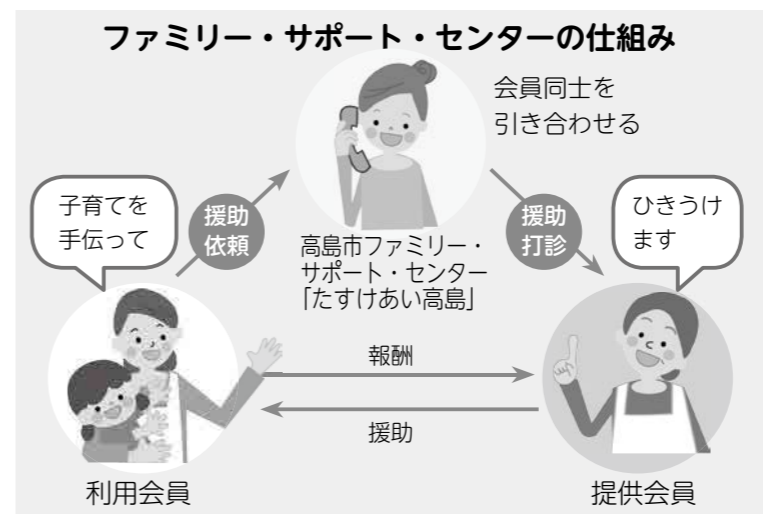 ファミリー・サポート・センターの仕組み
会員同士を
引き合わせる
子育てを
手伝って
援助
依頼
援助
打診
ひきうけ
ます
高島市ファミリー・
サポート・センター
「たすけあい高島」
報酬
援助
利用会員
提供会員